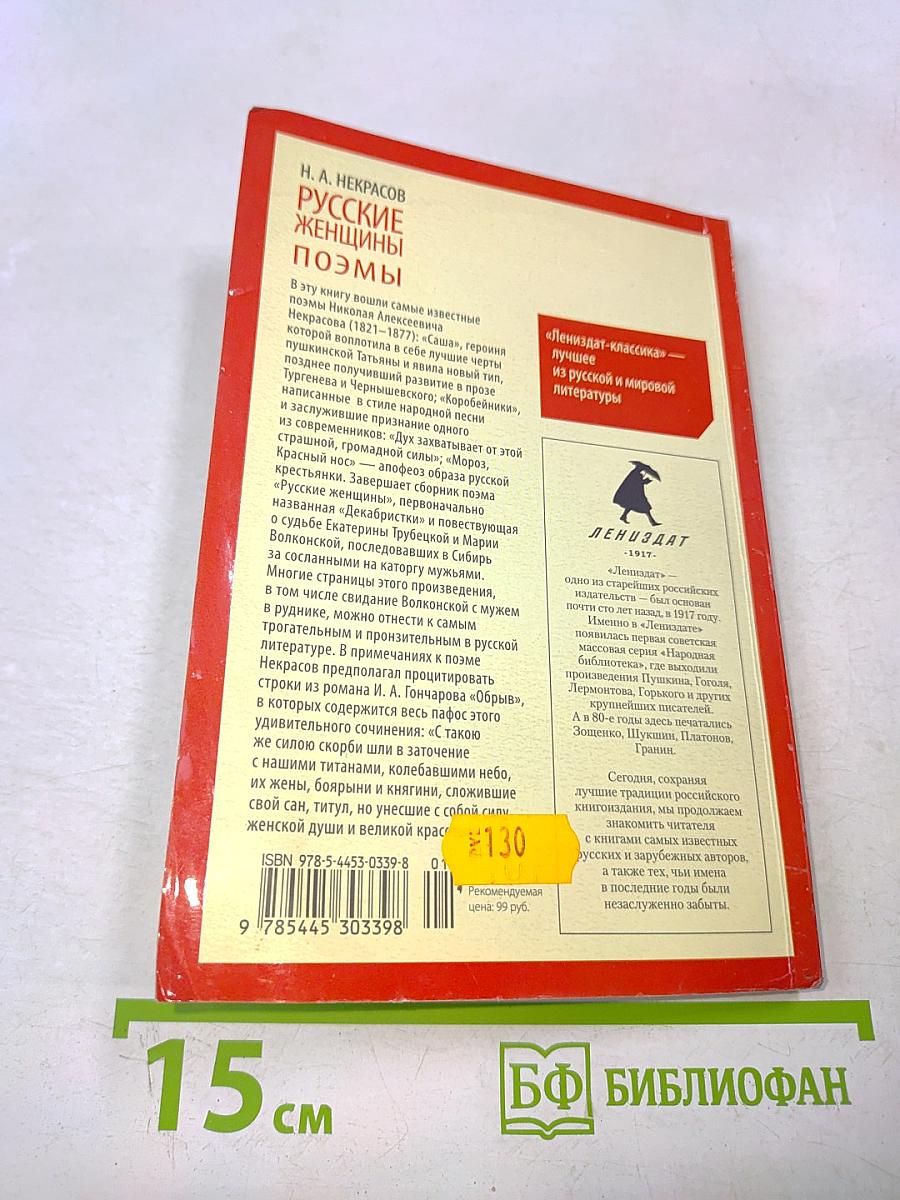 Н. А. НЕКРАСОВ
РУССКИЕ
ЖЕНЩИНЫ
ПОЭМЫ
В эту книгу вошли самые известные
поэмы Николая Алексеевича
Некрасова (1821–1877): «Саша», героиня
которой воплотила в себе лучшие черты
пушкинской Татьяны и явила новый тип,
позднее получивший развитие в прозе
Тургенева и Чернышевского; «Коробейники»,
написанные в стиле народной песни
и заслужившие признание одного
из современников: «Дух захватывает от этой
страшной, громадной силы»; «Мороз,
Красный нос» — апофеоз образа русской
крестьянки. Завершает сборник поэма
«Русские женщины», первоначально
названная «Декабристки» и повествующая
о судьбе Екатерины Трубецкой и Марии
Волконской, последовавших в Сибирь
за сосланными на каторгу мужьями.
Многие страницы этого произведения,
в том числе свидание Волконской с мужем
в руднике, можно отнести к самым
трогательным и пронзительным в русской
литературе. В примечаниях к поэме
Некрасов предполагал процитировать
строки из романа И. А. Гончарова «Обрыв»,
в которых содержится весь пафос этого
удивительного сочинения: «С такою
же силою скорби шли в заточение
с нашими титанами, колебавшими небо,
их жены, боярыни и княгини, сложившие
свой сан, титул, но унесшие с собой силу
женской души и великой
ISBN 978-5-4453-0339-8
9 785445 303398
130
Рекомендуемая
цена: 99 руб.
«Лениздат-классика» —
лучшее
из русской и мировой
литературы
ЛЕНИЗДАТ
-1917-
«Лениздат» —
одно из старейших российских
издательств — был основан
почти сто лет назад, в 1917 году.
Именно в «Лениздате»
появилась первая советская
массовая серия «Народная
библиотека», где выходили
произведения Пушкина, Гоголя,
Лермонтова, Горького и других
крупнейших писателей.
А в 80-е годы здесь печатались
Зощенко, Шукшин, Платонов,
Гранин.
Сегодня, сохраняя
лучшие традиции российского
книгоиздания, мы продолжаем
знакомить читателя
с книгами самых известных
русских и зарубежных авторов,
а также тех, чьи имена
в последние годы были
незаслуженно забыты.
15 см
БФ БИБЛИОФАН